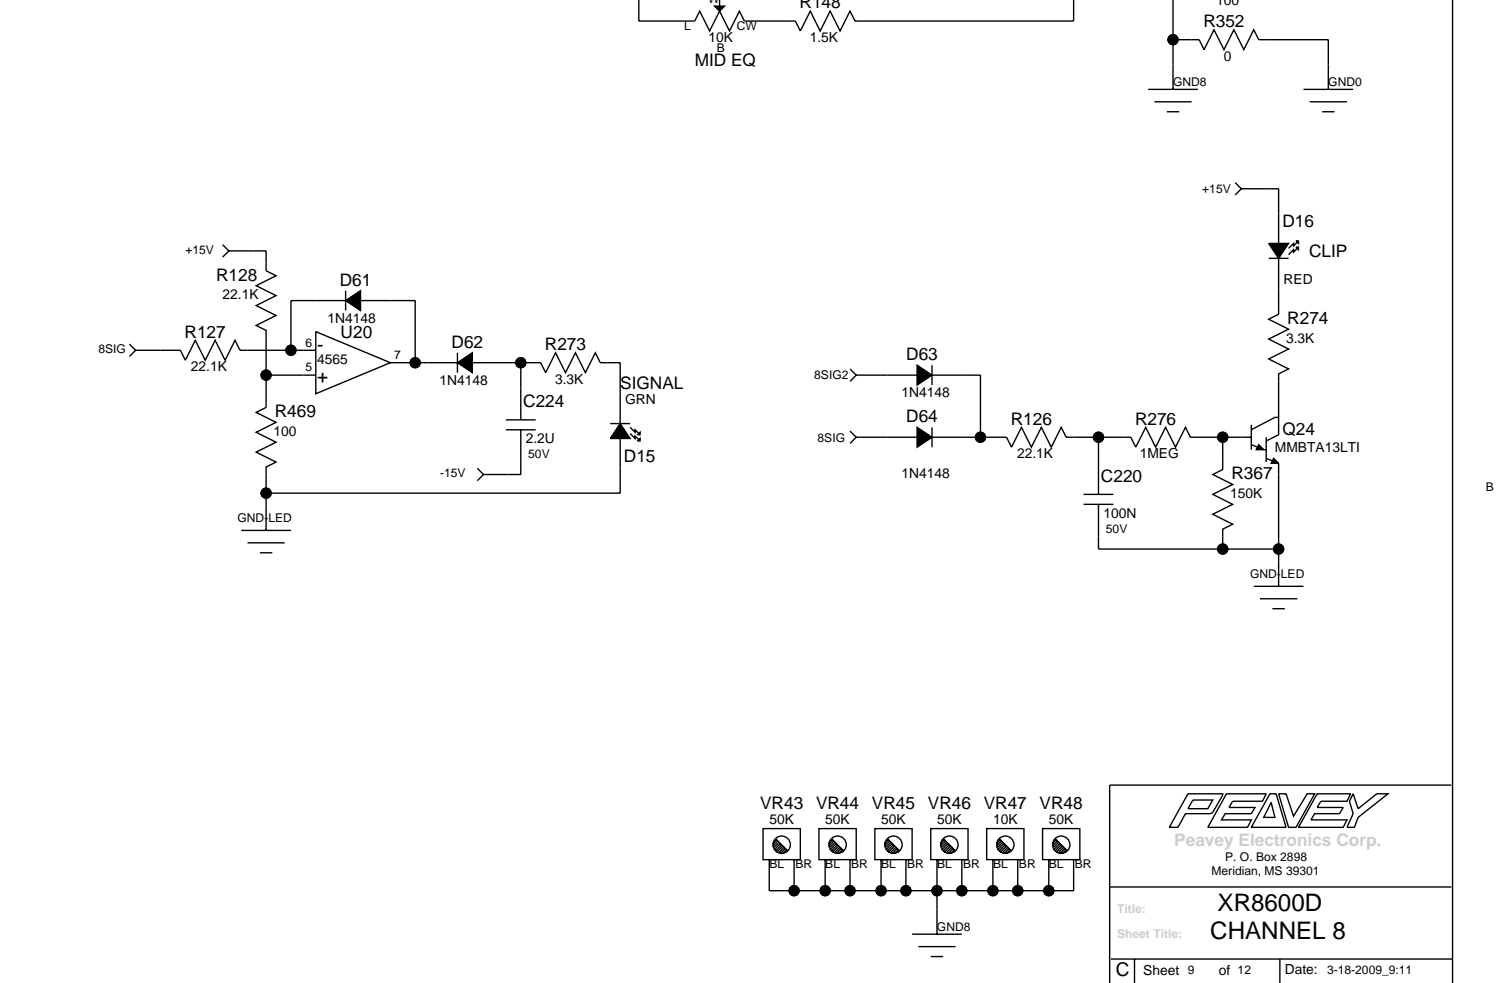 W
R148
L
CW
10K
1.5K
B
MID EQ
100
R352
0
GND8
GND0
+15V
D16
CLIP
RED
R274
3.3K
+15V
R128
22.1K
D61
1N4148
U20
8SIG
R127
22.1K
6
-
4565
5
+
7
D62
1N4148
R273
3.3K
SIGNAL
GRN
C224
2.2U
50V
-15V
D15
R469
100
GND-LED
8SIG2
D63
1N4148
8SIG
D64
1N4148
R126
22.1K
R276
1MEG
Q24
MMBTA13LTI
C220
100N
50V
R367
150K
GND-LED
B
VR43 VR44 VR45 VR46 VR47 VR48
50K 50K 50K 50K 10K 50K
BL BR BL BR BL BR BL BR BL BR BL BR
GND8
PEAVEY
Peavey Electronics Corp.
P. O. Box 2898
Meridian, MS 39301
Title: XR8600D
Sheet Title: CHANNEL 8
C Sheet 9 of 12 Date: 3-18-2009_9:11